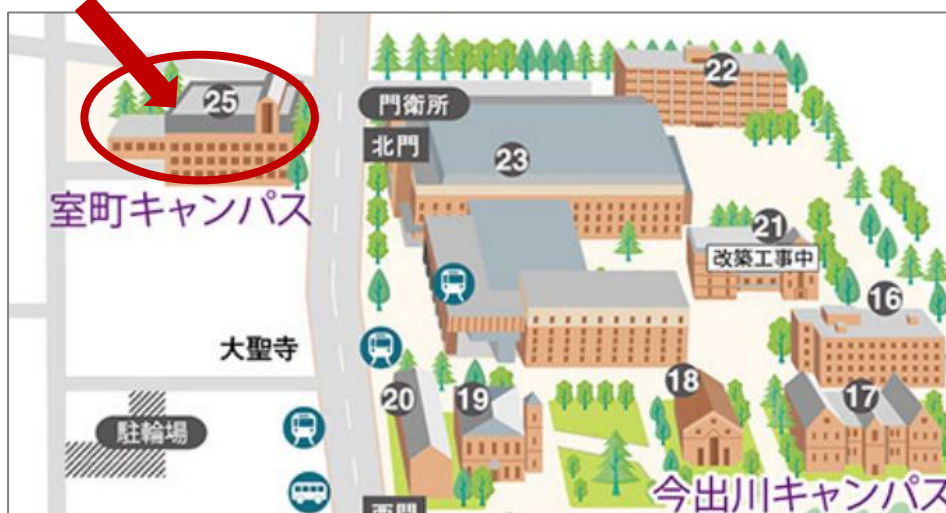 25
室町キャンパス
門衛所
北門
22
23
21
改築工事中
16
大聖寺
20
19
18
17
駐輪場
今出川キャンパス
西門